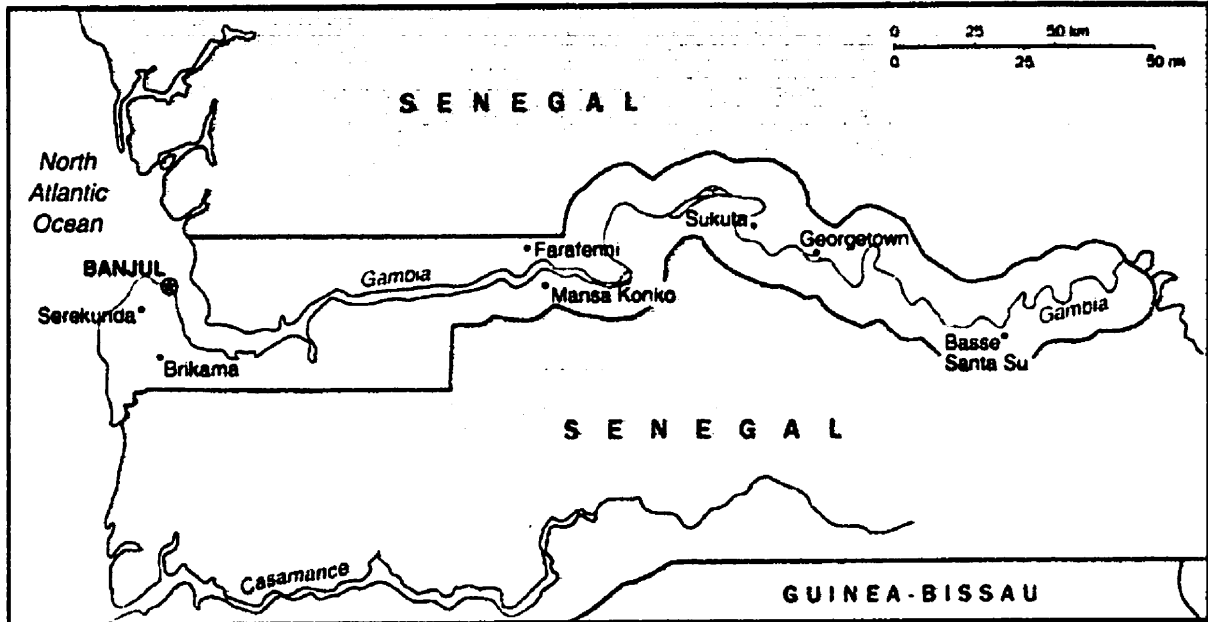 0 25 50 km
0 25 50 mi
SENEGAL
North
Atlantic
Ocean
Sukuta
Georgetown
Farafenni
BANJUL
Gambia
Mansa Konko
Serekunda
Gambia
Basse
Santa Su
Brikama
SENEGAL
Casamance
GUINEA-BISSAU